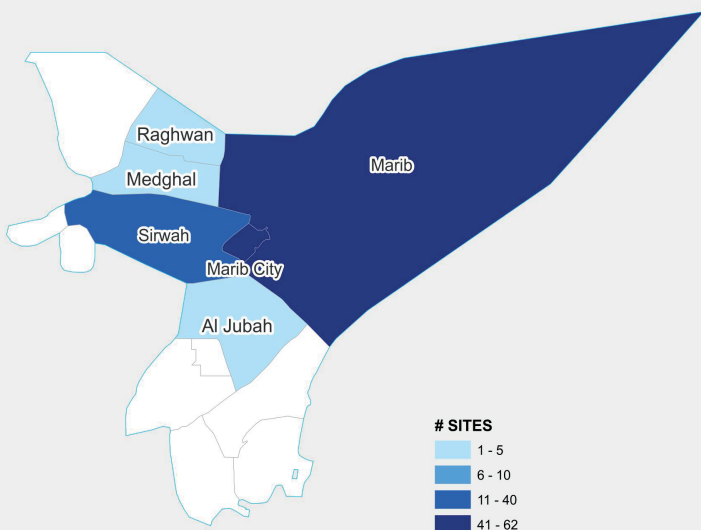 Raghwan
Marib
Medghal
Sirwah
Marib City
Al Jubah
# SITES
1 - 5
6 - 10
11 - 40
41 - 62